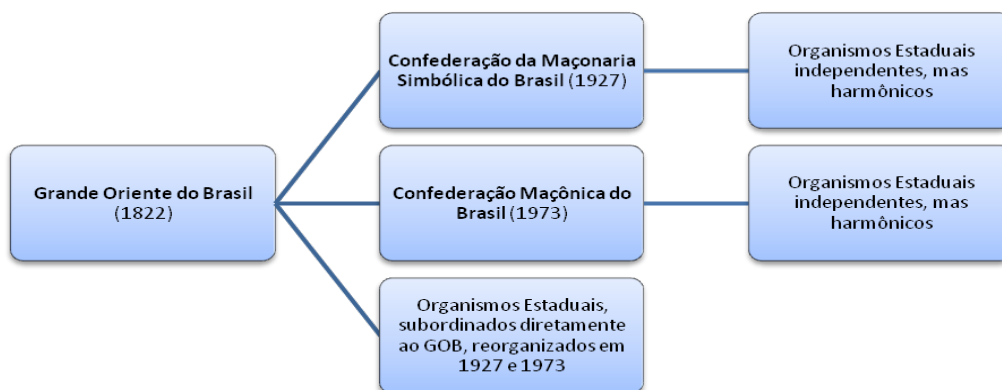 Confederação da Maçonaria
Simbólica do Brasil (1927)
Organismos Estaduais
independentes, mas
harmônicos
Grande Oriente do Brasil
(1822)
Confederação Maçônica do
Brasil (1973)
Organismos Estaduais
independentes, mas
harmônicos
Organismos Estaduais,
subordinados diretamente
ao GOB, reorganizados em
1927 e 1973